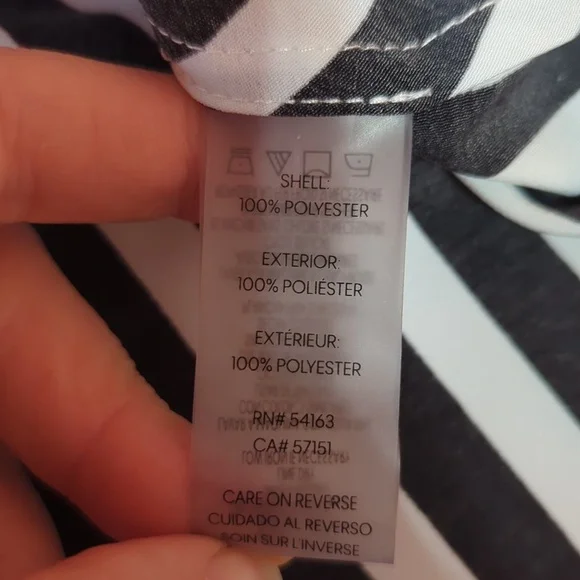 SHELL:
100% POLYESTER
EXTERIOR:
100% POLIÉSTER
EXTÉRIEUR:
100% POLYESTER
RN# 54163
CA# 57151
CARE ON REVERSE
CUIDADO AL REVERSO
SOIN SUR L'INVERSE